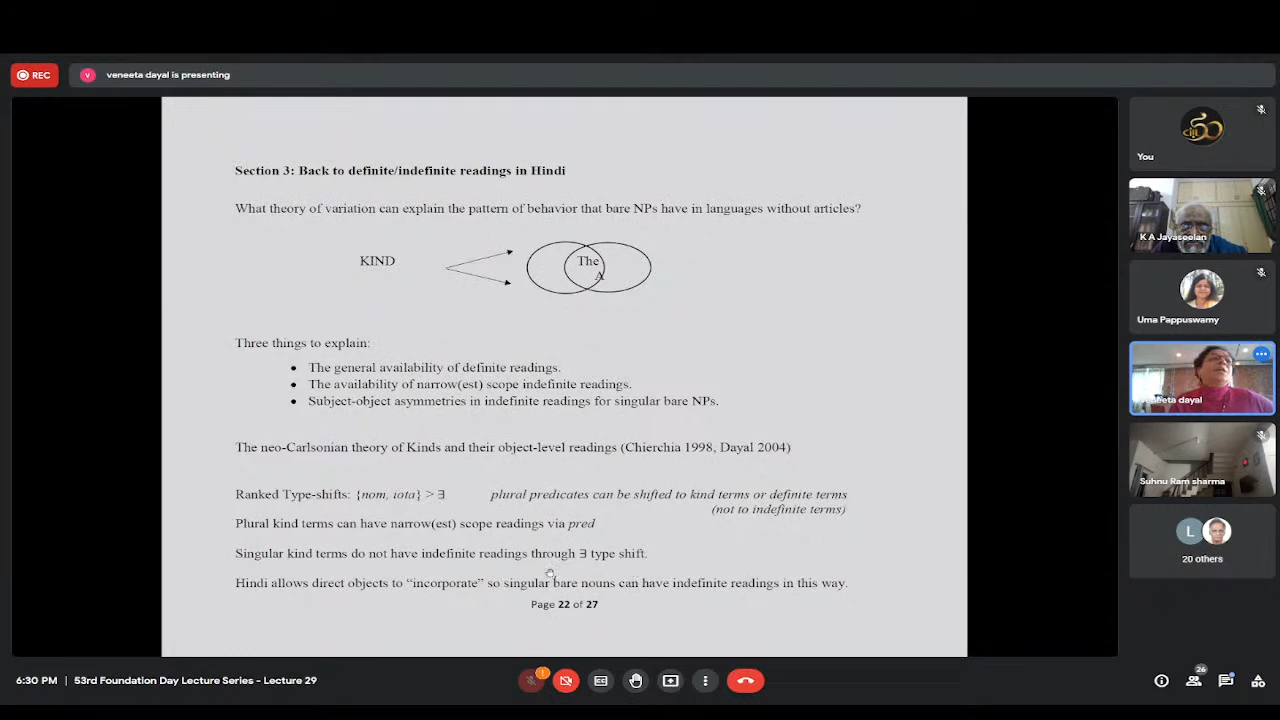 REC
v
veneeta dayal is presenting
Section 3: Back to definite/indefinite readings in Hindi
What theory of variation can explain the pattern of behavior that bare NPs have in languages without articles?
KIND
The
A
Three things to explain:
• The general availability of definite readings.
• The availability of narrow(est) scope indefinite readings.
• Subject-object asymmetries in indefinite readings for singular bare NPs.
The neo-Carlsonian theory of Kinds and their object-level readings (Chierchia 1998, Dayal 2004)
Ranked Type-shifts: {nom, iota} > ∃ plural predicates can be shifted to kind terms or definite terms
(not to indefinite terms)
Plural kind terms can have narrow(est) scope readings via pred
Singular kind terms do not have indefinite readings through ∃ type shift.
Hindi allows direct objects to “incorporate” so singular bare nouns can have indefinite readings in this way.
Page 22 of 27
You
K A Jayaseelan
Uma Pappuswamy
veneeta dayal
Suhnu Ram sharma
L
20 others
6:30 PM | 53rd Foundation Day Lecture Series - Lecture 29
26